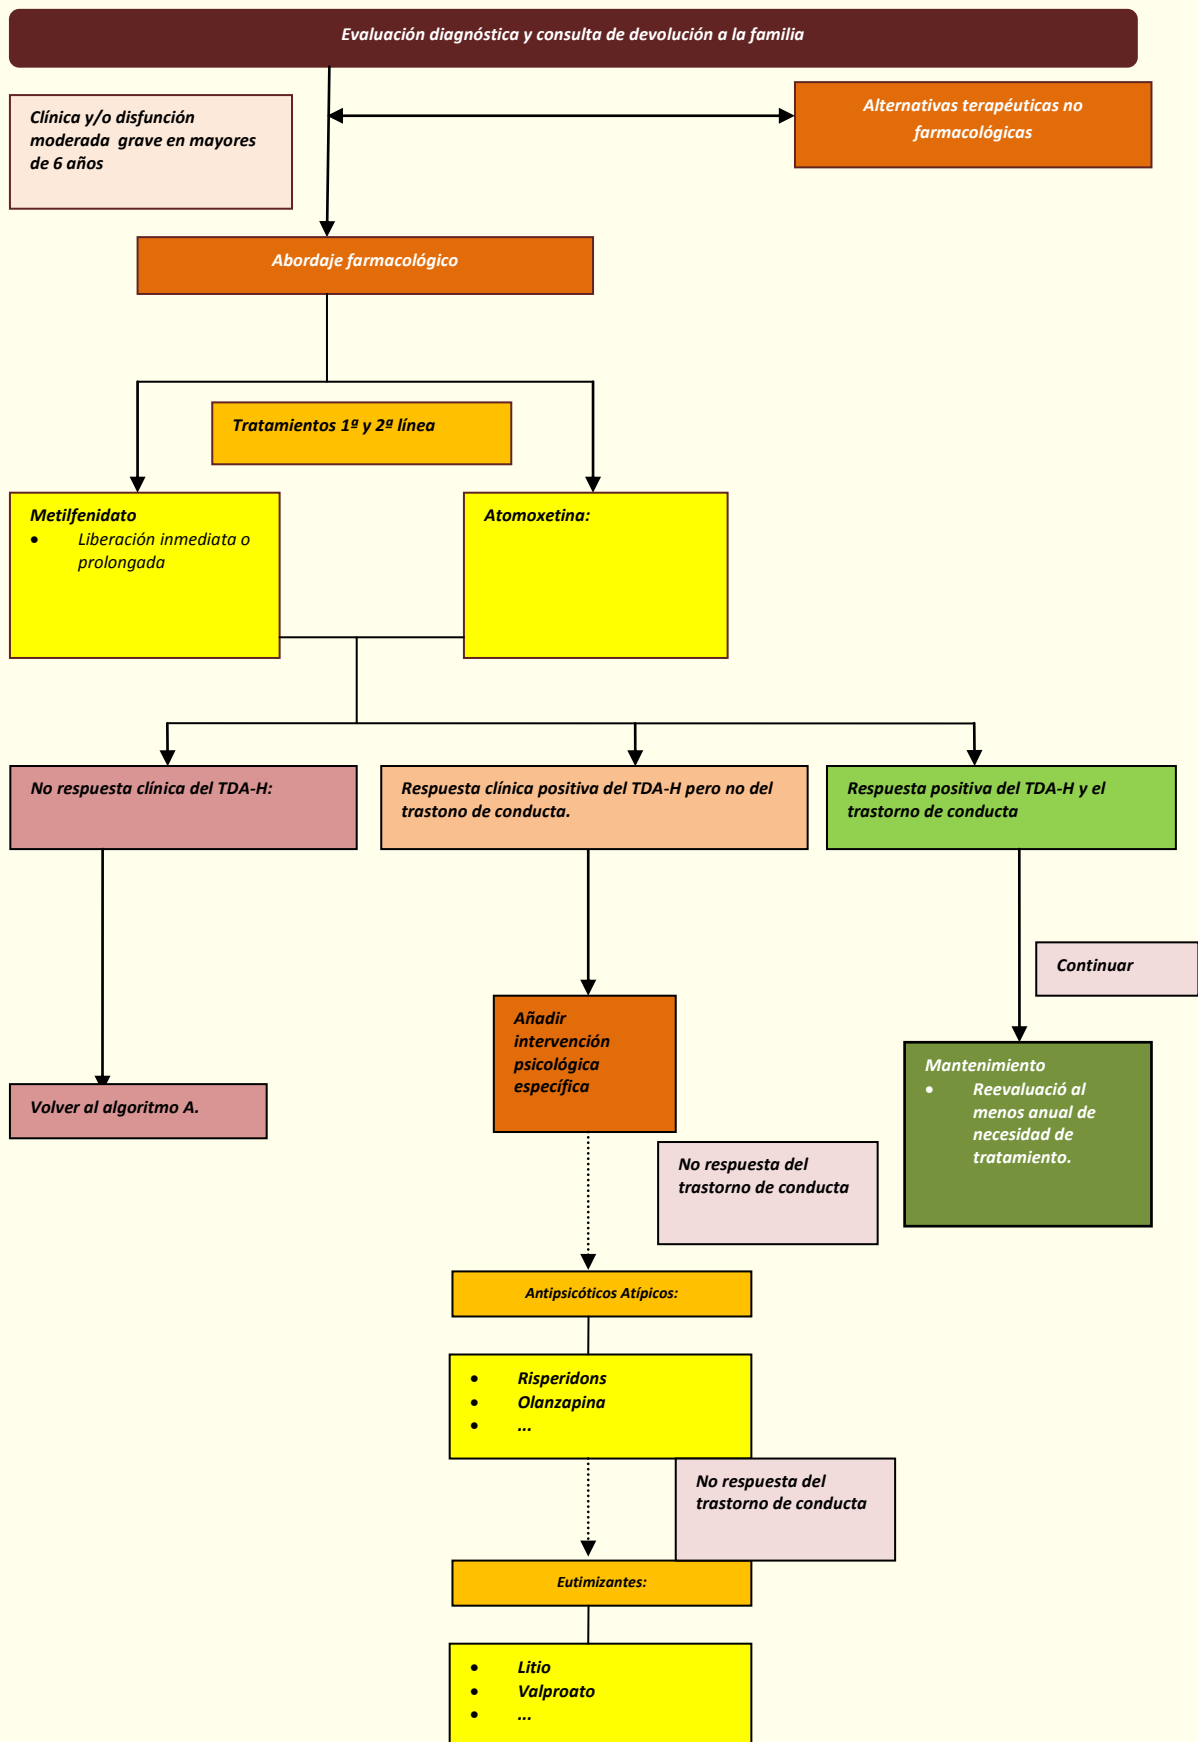 Evaluación diagnóstica y consulta de devolución a la familia
Clínica y/o disfunción
moderada grave en mayores
de 6 años
Alternativas terapéuticas no
farmacológicas
Abordaje farmacológico
Tratamientos 1ª y 2ª línea
Metilfenidato
• Liberación inmediata o
prolongada
Atomoxetina:
No respuesta clínica del TDA-H:
Respuesta clínica positiva del TDA-H pero no del
trastono de conducta.
Respuesta positiva del TDA-H y el
trastorno de conducta
Continuar
Añadir
intervención
psicológica
específica
Mantenimiento
• Reevaluació al
menos anual de
necesidad de
tratamiento.
Volver al algoritmo A.
No respuesta del
trastorno de conducta
Antipsicóticos Atípicos:
• Risperidons
• Olanzapina
• ...
No respuesta del
trastorno de conducta
Eutimizantes:
• Litio
• Valproato
• ...